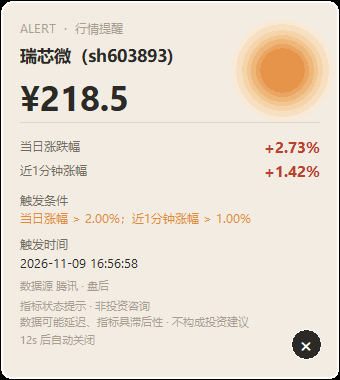 ALERT · 行情提醒
瑞芯微（sh603893）
¥218.5
当日涨跌幅 +2.73%
近1分钟涨幅 +1.42%
触发条件
当日涨幅 > 2.00%；近1分钟涨幅 > 1.00%
触发时间
2026-11-09 16:56:58
数据源 腾讯 · 盘后
指标状态提示 · 非投资咨询
数据可能延迟、指标具滞后性 · 不构成投资建议
12s 后自动关闭